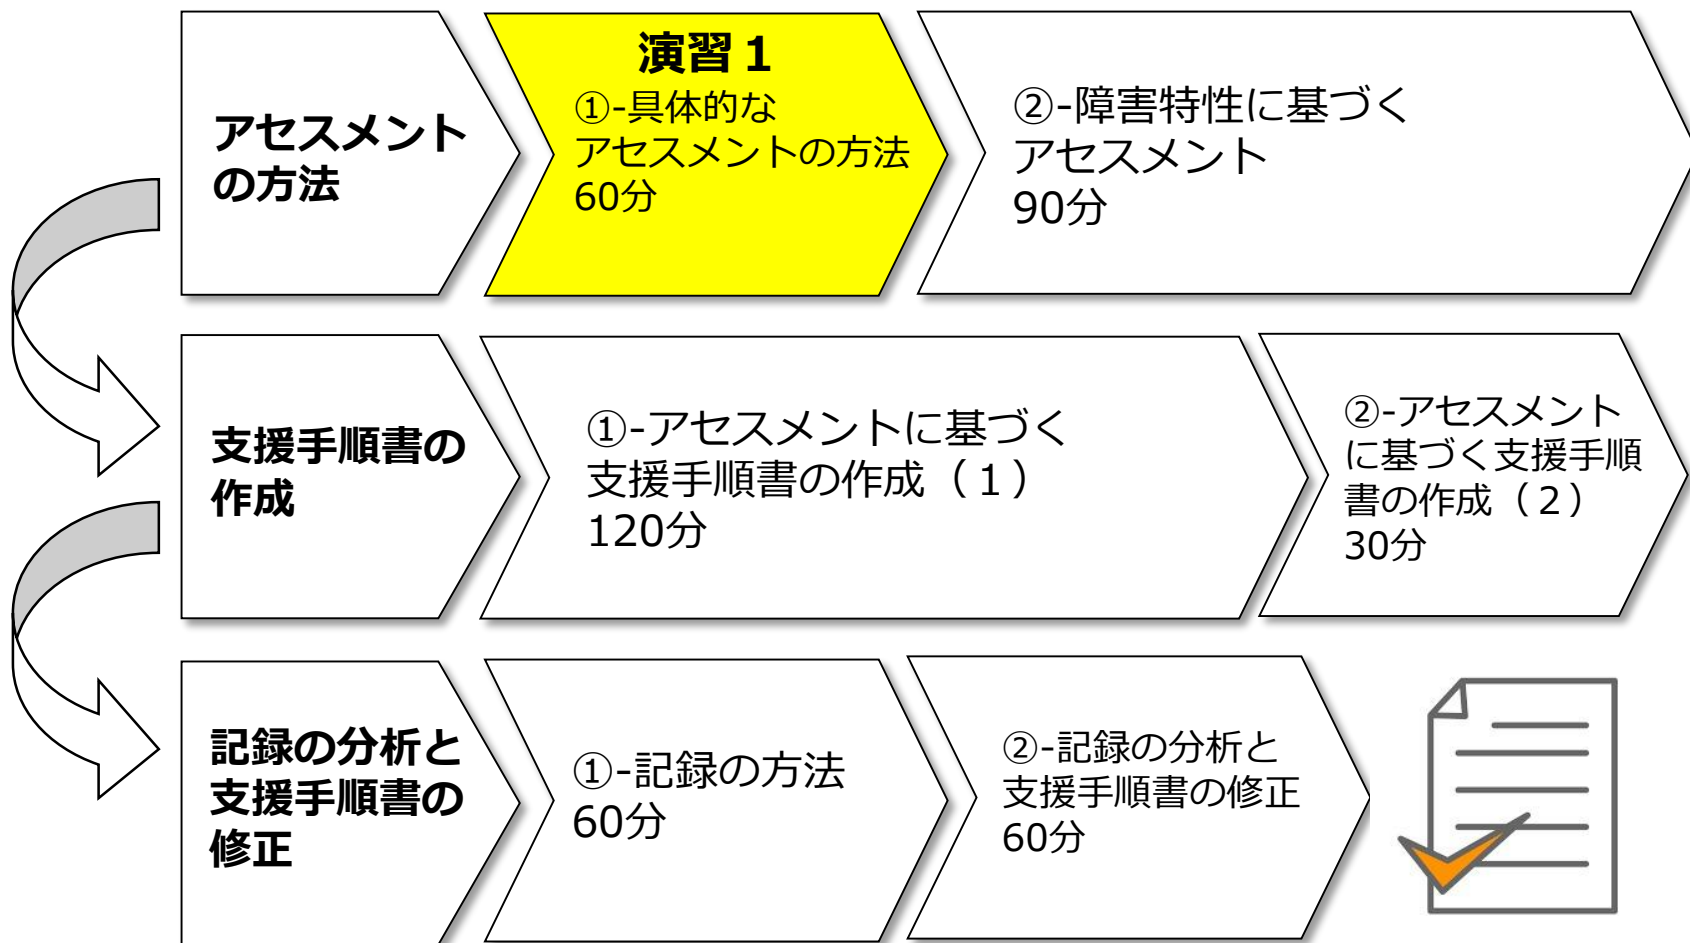 アセスメント
の方法
演習１
①-具体的な
アセスメントの方法
60分
②-障害特性に基づく
アセスメント
90分
支援手順書の
作成
①-アセスメントに基づく
支援手順書の作成（１）
120分
②-アセスメント
に基づく支援手順
書の作成（２）
30分
記録の分析と
支援手順書の
修正
①-記録の方法
60分
②-記録の分析と
支援手順書の修正
60分